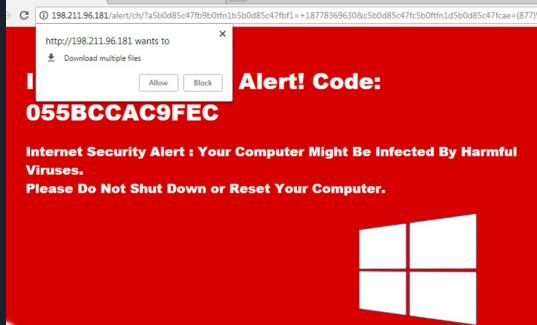 198.211.96.181/alert/ch/?a5b0d85c47fb9b0tfn1b5b0d85c47fbf1=+18778369630&c5b0d85c47fc5b0ftfn1d5b0d85c47fcae=(877)%
http://198.211.96.181 wants to
Download multiple files
Allow Block
I Alert! Code:
055BCCAC9FEC
Internet Security Alert : Your Computer Might Be Infected By Harmful
Viruses.
Please Do Not Shut Down or Reset Your Computer.